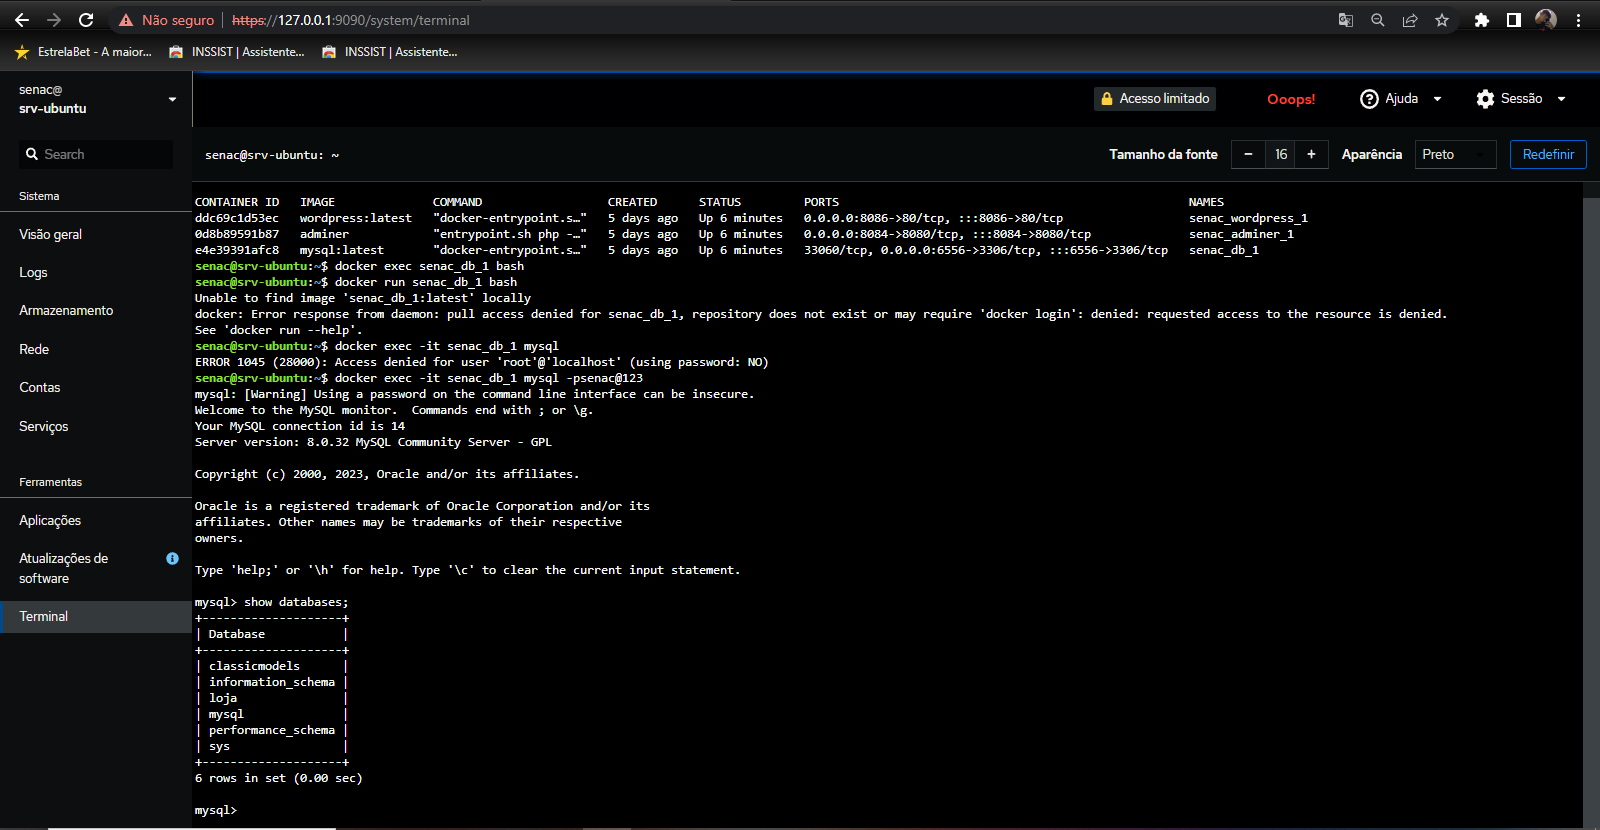 Não seguro | https://127.0.0.1:9090/system/terminal
EstrelaBet - A maior... INSSIST | Assistente... INSSIST | Assistente...
senac@
srv-ubuntu
Acesso limitado Ooops! Ajuda Sessão
Search
senac@srv-ubuntu: ~ Tamanho da fonte − 16 + Aparência Preto Redefinir
Sistema
Visão geral
Logs
Armazenamento
Rede
Contas
Serviços
Ferramentas
Aplicações
Atualizações de
software
Terminal
CONTAINER ID   IMAGE              COMMAND                  CREATED      STATUS         PORTS                                                  NAMES
ddc69c1d53ec   wordpress:latest   "docker-entrypoint.s…"   5 days ago   Up 6 minutes   0.0.0.0:8086->80/tcp, :::8086->80/tcp                  senac_wordpress_1
0d8b89591b87   adminer            "entrypoint.sh php -…"   5 days ago   Up 6 minutes   0.0.0.0:8084->8080/tcp, :::8084->8080/tcp              senac_adminer_1
e4e39391afc8   mysql:latest       "docker-entrypoint.s…"   5 days ago   Up 6 minutes   33060/tcp, 0.0.0.0:6556->3306/tcp, :::6556->3306/tcp   senac_db_1
senac@srv-ubuntu:~$ docker exec senac_db_1 bash
senac@srv-ubuntu:~$ docker run senac_db_1 bash
Unable to find image 'senac_db_1:latest' locally
docker: Error response from daemon: pull access denied for senac_db_1, repository does not exist or may require 'docker login': denied: requested access to the resource is denied.
See 'docker run --help'.
senac@srv-ubuntu:~$ docker exec -it senac_db_1 mysql
ERROR 1045 (28000): Access denied for user 'root'@'localhost' (using password: NO)
senac@srv-ubuntu:~$ docker exec -it senac_db_1 mysql -psenac@123
mysql: [Warning] Using a password on the command line interface can be insecure.
Welcome to the MySQL monitor.  Commands end with ; or \g.
Your MySQL connection id is 14
Server version: 8.0.32 MySQL Community Server - GPL
Copyright (c) 2000, 2023, Oracle and/or its affiliates.
Oracle is a registered trademark of Oracle Corporation and/or its
affiliates. Other names may be trademarks of their respective
owners.
Type 'help;' or '\h' for help. Type '\c' to clear the current input statement.
mysql> show databases;
+--------------------+
| Database           |
+--------------------+
| classicmodels      |
| information_schema |
| loja               |
| mysql              |
| performance_schema |
| sys                |
+--------------------+
6 rows in set (0.00 sec)
mysql>